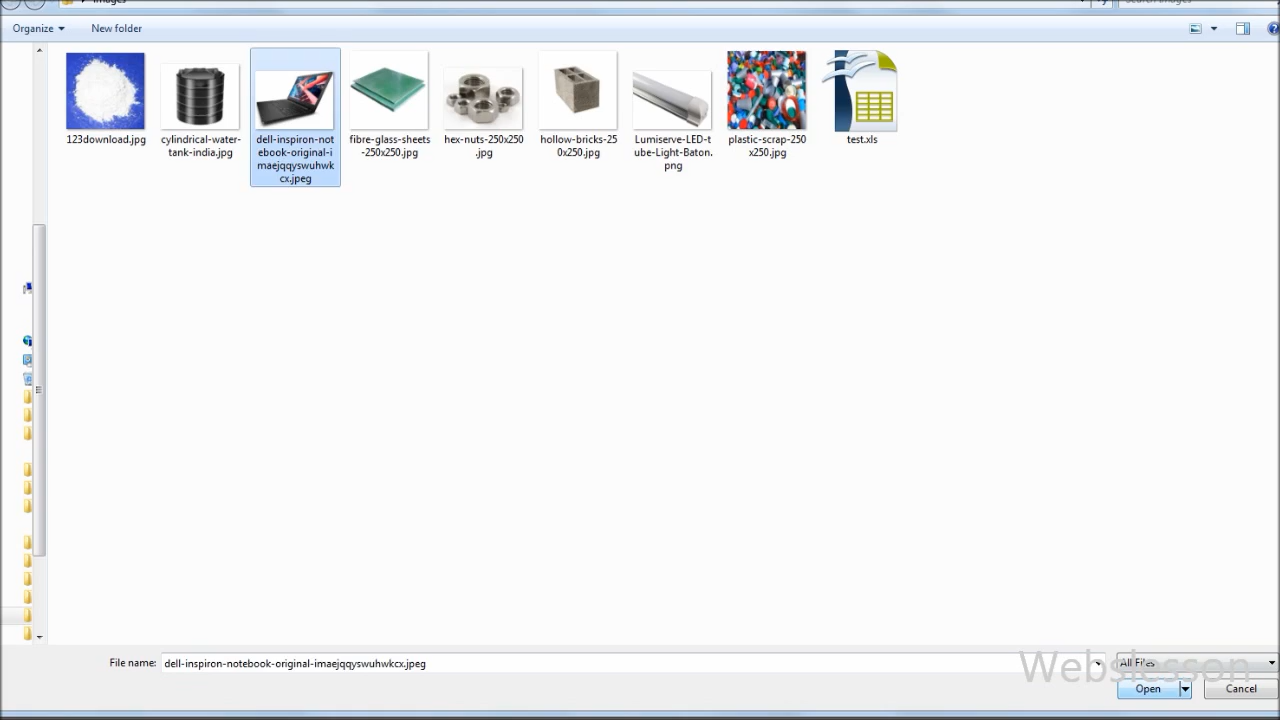 Organize
New folder
123download.jpg
cylindrical-water-
tank-india.jpg
dell-inspiron-not
ebook-original-i
maejqqyswuhwk
cx.jpeg
fibre-glass-sheets
-250x250.jpg
hex-nuts-250x250
.jpg
hollow-bricks-25
0x250.jpg
Lumiserve-LED-t
ube-Light-Baton.
png
plastic-scrap-250
x250.jpg
test.xls
File name:
dell-inspiron-notebook-original-imaejqqyswuhwkcx.jpeg
All Files
Webslesson
Open
Cancel